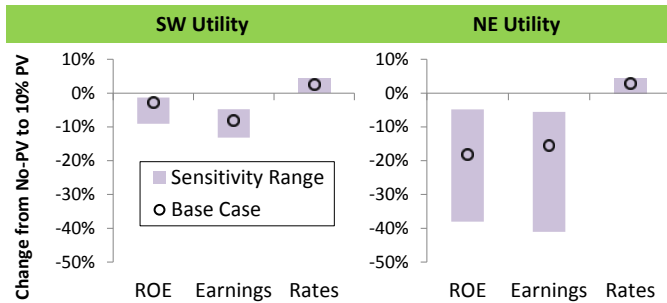 SW Utility
NE Utility
Change from No-PV to 10% PV
10%
0%
-10%
-20%
-30%
-40%
-50%
Sensitivity Range
Base Case
ROE Earnings Rates
10%
0%
-10%
-20%
-30%
-40%
-50%
ROE Earnings Rates